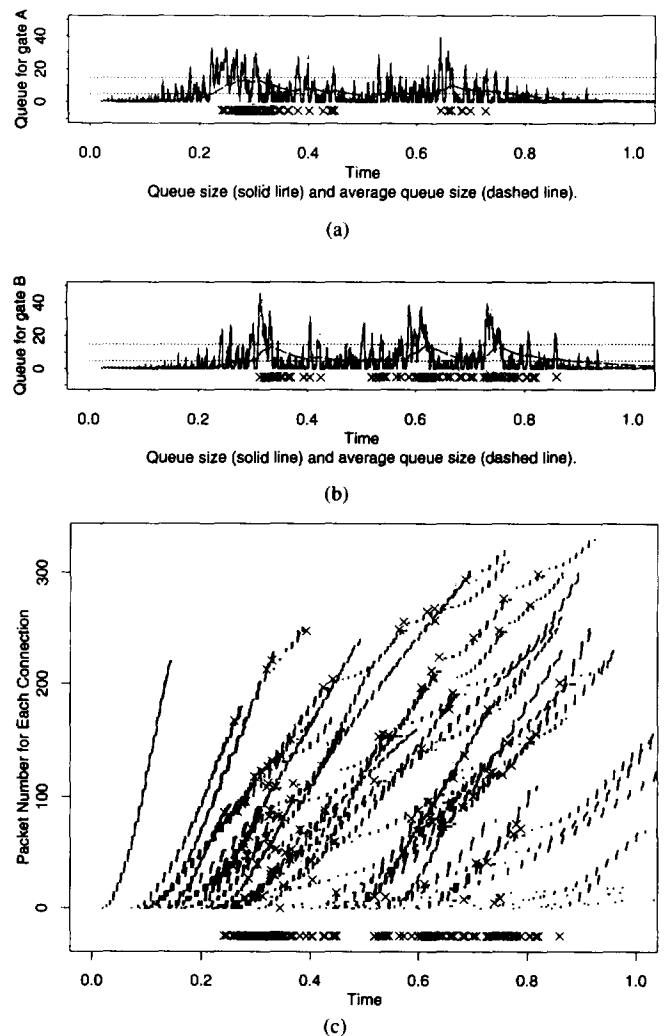 Queue for gate A
0 20 40
0.0 0.2 0.4 0.6 0.8 1.0
Time
Queue size (solid line) and average queue size (dashed line).
(a)
Queue for gate B
0 20 40
0.0 0.2 0.4 0.6 0.8 1.0
Time
Queue size (solid line) and average queue size (dashed line).
(b)
Packet Number for Each Connection
0 100 200 300
0.0 0.2 0.4 0.6 0.8 1.0
Time
(c)